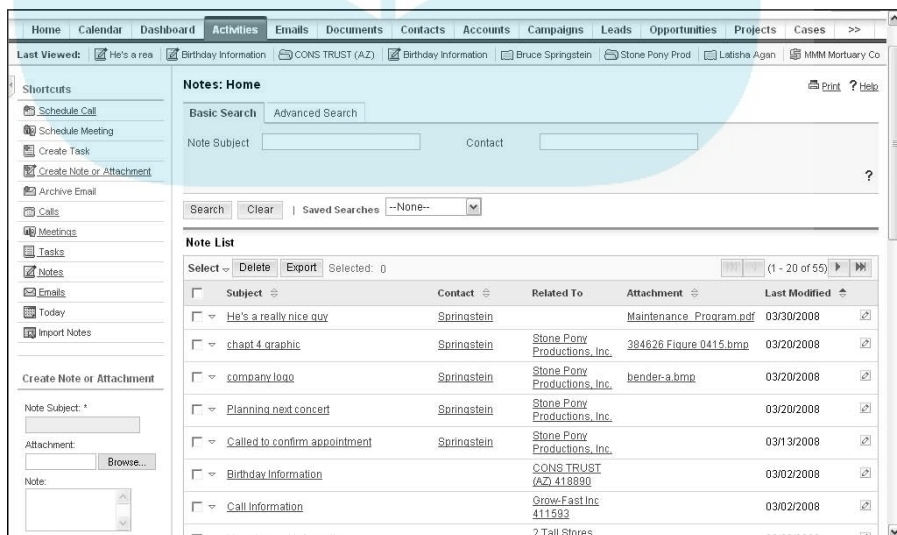 Home Calendar Dashboard Activities Emails Documents Contacts Accounts Campaigns Leads Opportunities Projects Cases >>
Last Viewed: He's a rea Birthday Information CONS TRUST (AZ) Birthday Information Bruce Springstein Stone Pony Prod Latisha Agan MMM Mortuary Co
Shortcuts
Schedule Call
Schedule Meeting
Create Task
Create Note or Attachment
Archive Email
Calls
Meetings
Tasks
Notes
Emails
Today
Import Notes
Create Note or Attachment
Note Subject: *
Attachment:
Browse...
Note:
Notes: Home
Print ? Help
Basic Search Advanced Search
Note Subject Contact
?
Search Clear | Saved Searches --None--
Note List
Select Delete Export Selected: 0 (1 - 20 of 55)
Subject Contact Related To Attachment Last Modified
He's a really nice guy Springstein Maintenance_Program.pdf 03/30/2008
chapt 4 graphic Springstein Stone Pony Productions, Inc. 384626 Figure 0415.bmp 03/20/2008
company logo Springstein Stone Pony Productions, Inc. bender-a.bmp 03/20/2008
Planning next concert Springstein Stone Pony Productions, Inc. 03/20/2008
Called to confirm appointment Springstein Stone Pony Productions, Inc. 03/13/2008
Birthday Information CONS TRUST (AZ) 418890 03/02/2008
Call Information Grow-Fast Inc 411593 03/02/2008
2 Tall Stores